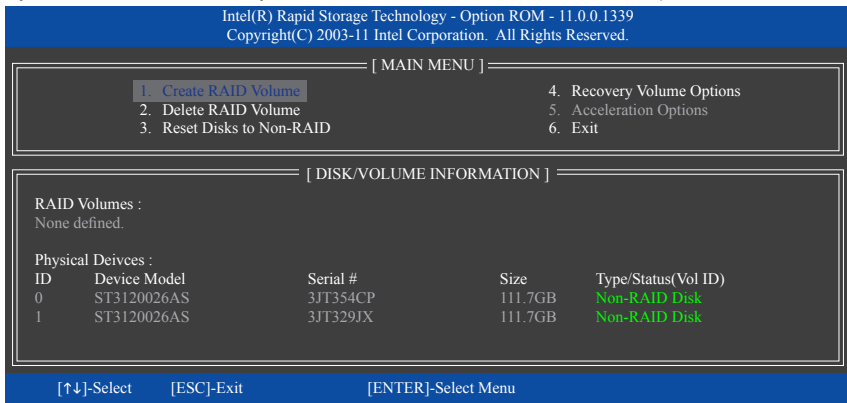 Intel(R) Rapid Storage Technology - Option ROM - 11.0.0.1339
Copyright(C) 2003-11 Intel Corporation. All Rights Reserved.
[ MAIN MENU ]
1. Create RAID Volume
2. Delete RAID Volume
3. Reset Disks to Non-RAID
4. Recovery Volume Options
5. Acceleration Options
6. Exit
[ DISK/VOLUME INFORMATION ]
RAID Volumes :
None defined.
Physical Deivces :
ID Device Model Serial # Size Type/Status(Vol ID)
0 ST3120026AS 3JT354CP 111.7GB Non-RAID Disk
1 ST3120026AS 3JT329JX 111.7GB Non-RAID Disk
[↑↓]-Select [ESC]-Exit [ENTER]-Select Menu